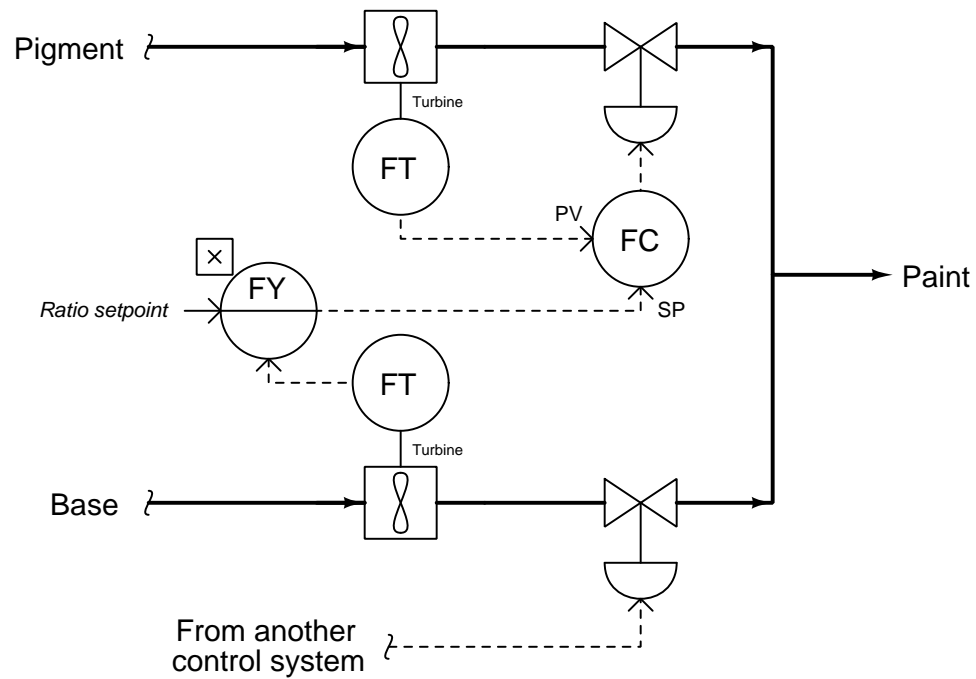 Pigment
Turbine
FT
PV
FC
×
FY
Ratio setpoint
SP
Paint
FT
Turbine
Base
From another
control system